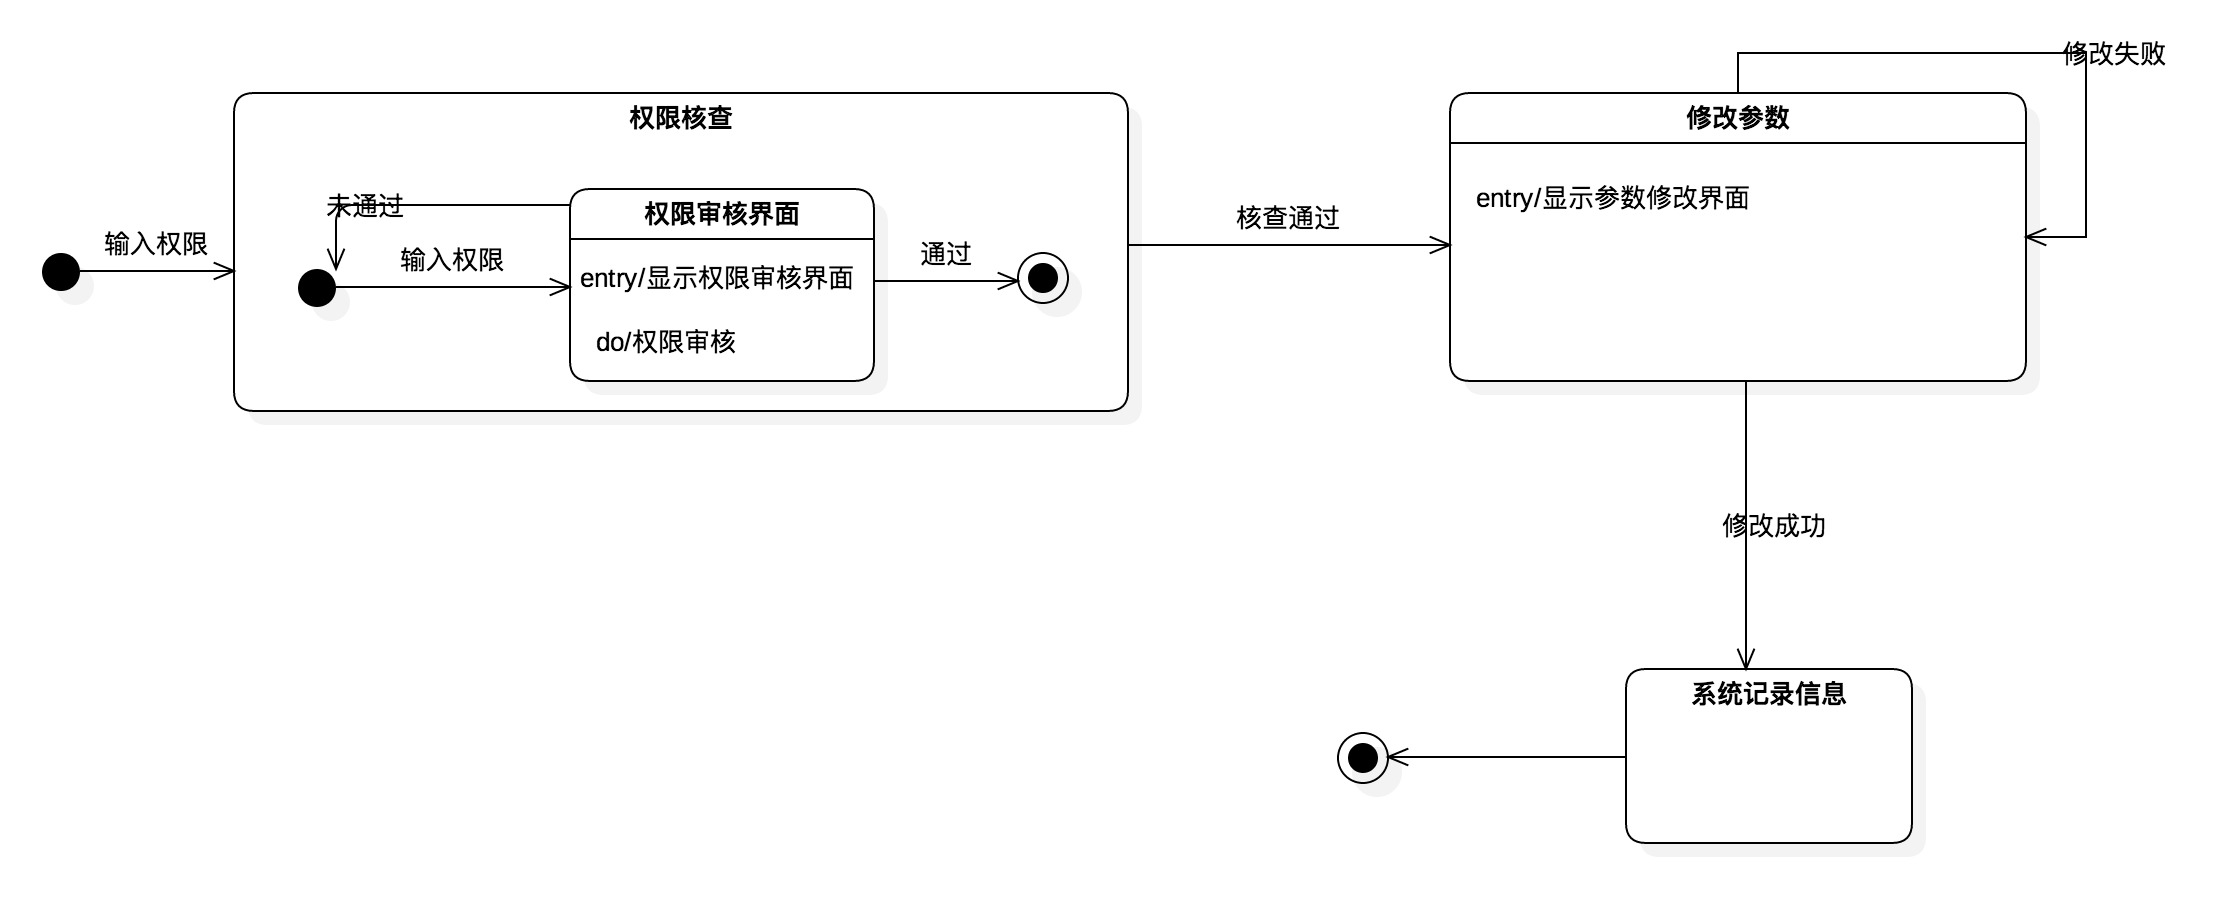 修改失败
权限核查
修改参数
未通过
权限审核界面
entry/显示参数修改界面
输入权限
输入权限
通过
核查通过
entry/显示权限审核界面
do/权限审核
修改成功
系统记录信息